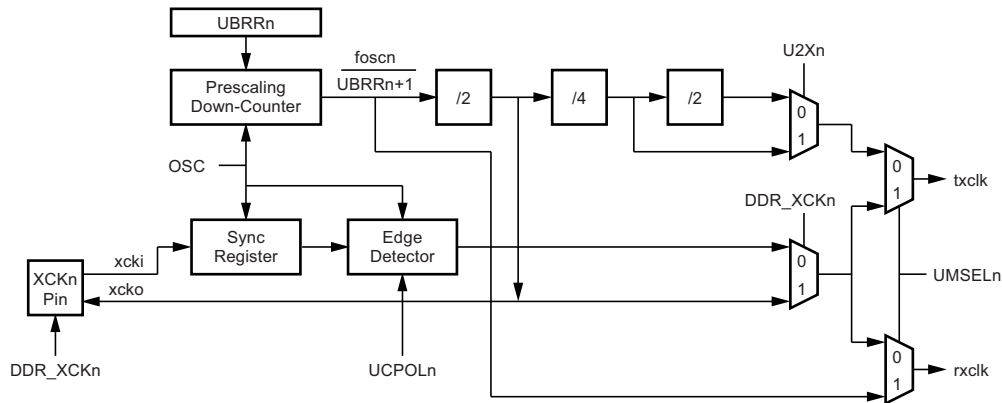 UBRRn
Prescaling
Down-Counter
foscn
UBRRn+1
/2
/4
/2
U2Xn
0
1
OSC
0
1
txclk
DDR_XCKn
Sync
Register
Edge
Detector
0
1
UMSELn
xcki
XCKn
Pin
xcko
DDR_XCKn
UCPOLn
0
1
rxclk